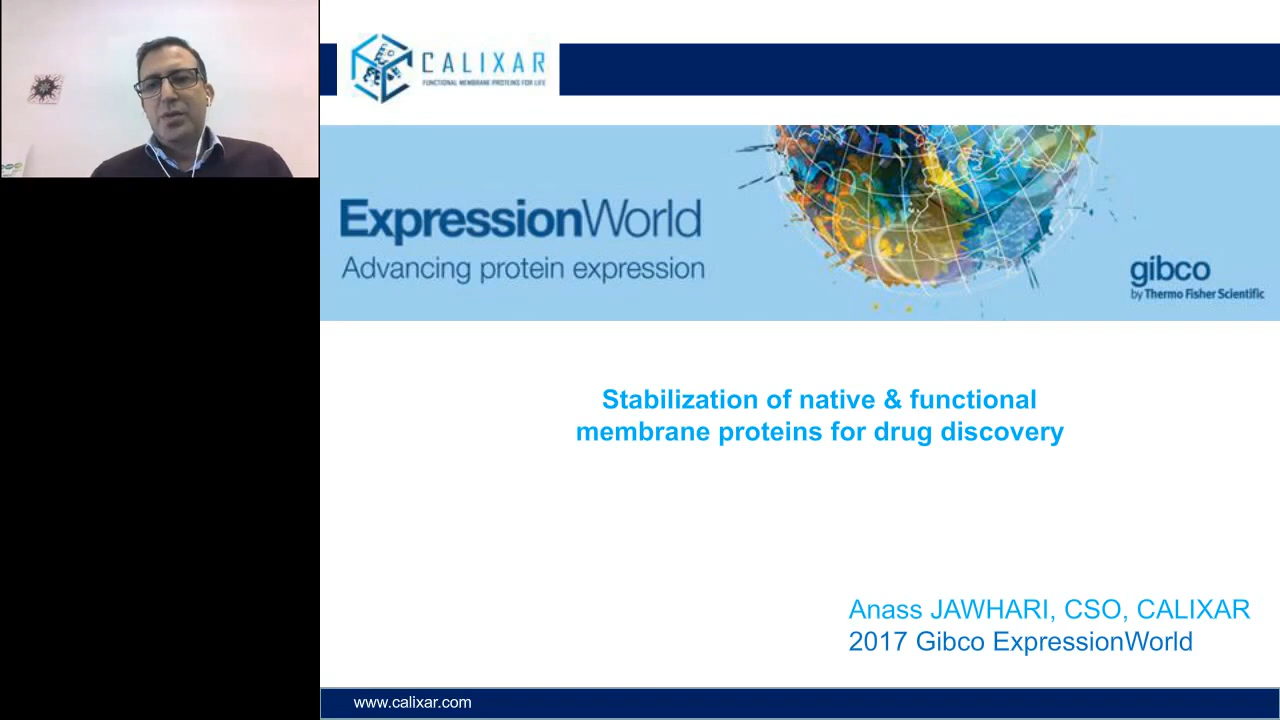 CALIXAR
FUNCTIONAL MEMBRANE PROTEINS FOR LIFE
ExpressionWorld
Advancing protein expression
gibco
by Thermo Fisher Scientific
Stabilization of native & functional
membrane proteins for drug discovery
Anass JAWHARI, CSO, CALIXAR
2017 Gibco ExpressionWorld
www.calixar.com